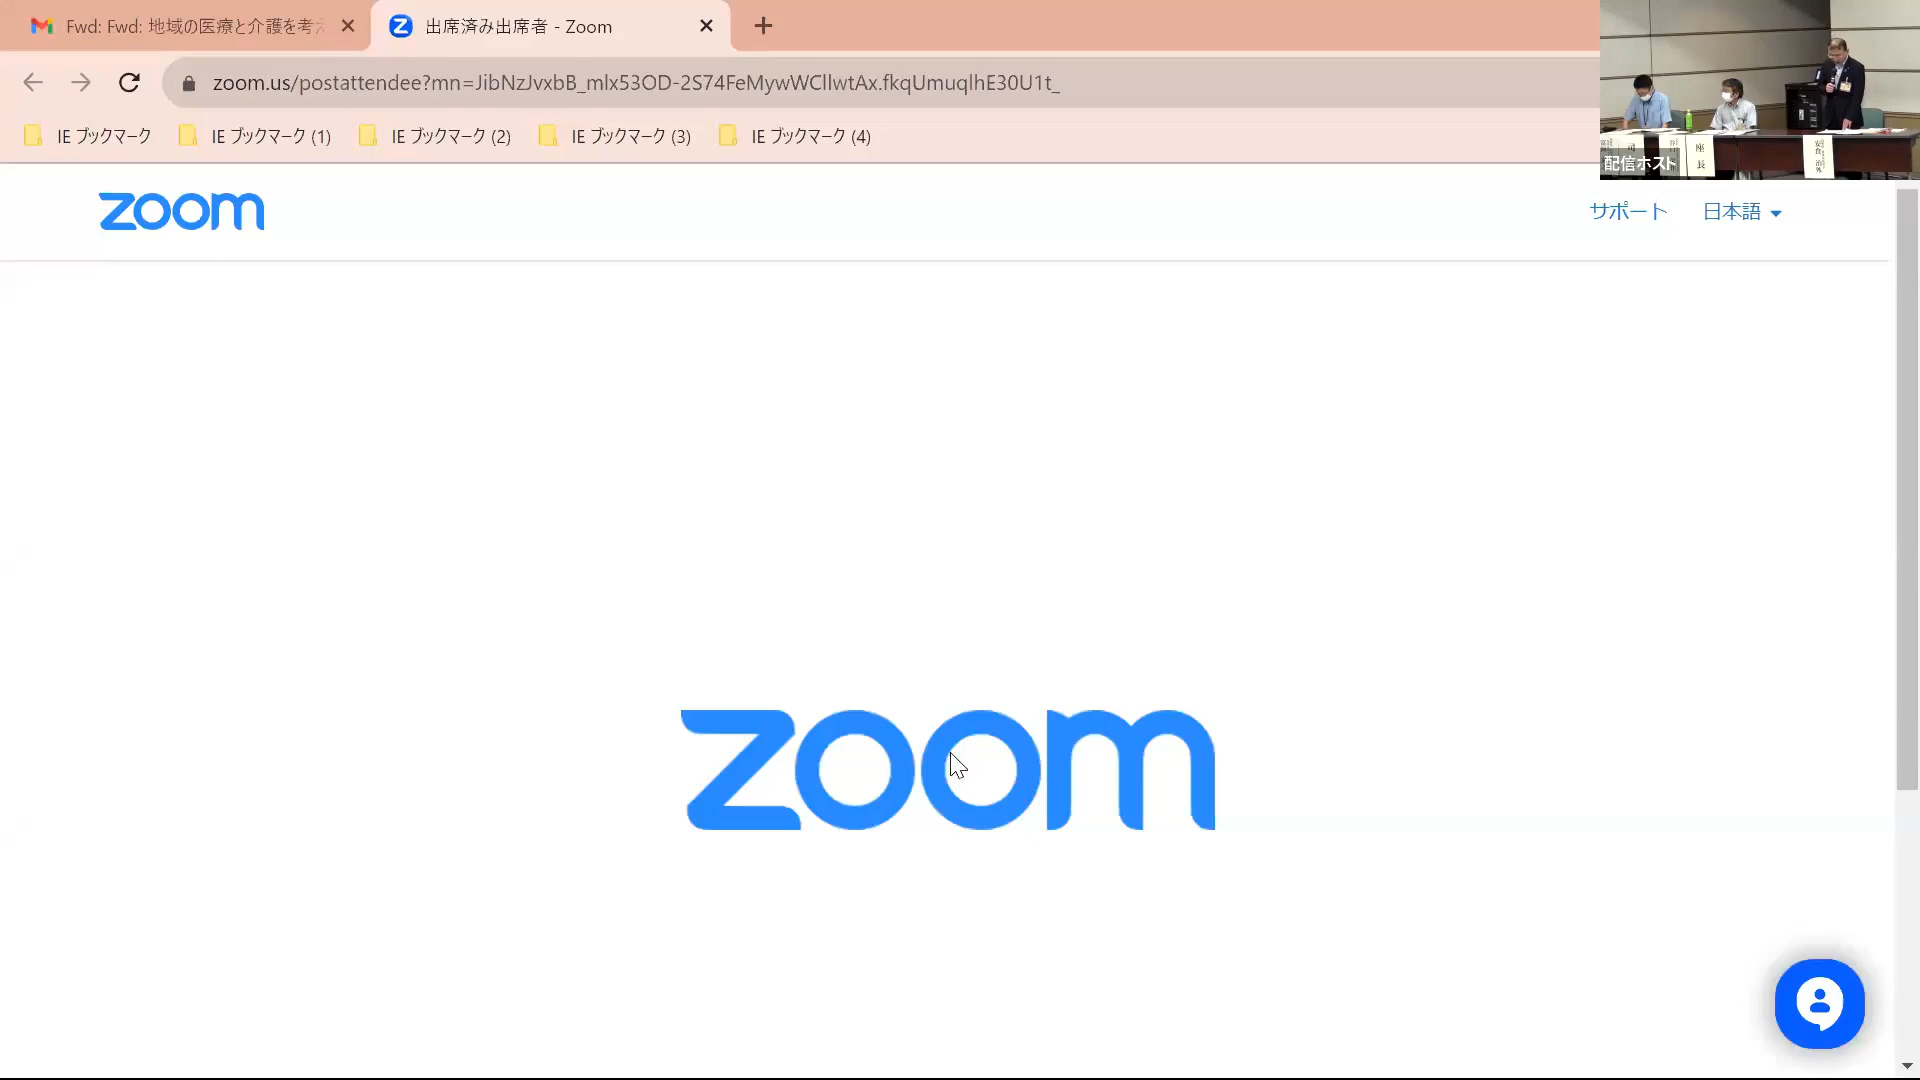 Fwd: Fwd: 地域の医療と介護を考え
出席済み出席者 - Zoom
zoom.us/postattendee?mn=JibNzJvxbB_mlx53OD-2S74FeMywWCllwtAx.fkqUmuqlhE30U1t_
IE ブックマーク
IE ブックマーク (1)
IE ブックマーク (2)
IE ブックマーク (3)
IE ブックマーク (4)
司
座長
配信ホスト
zoom
サポート
日本語
zoom